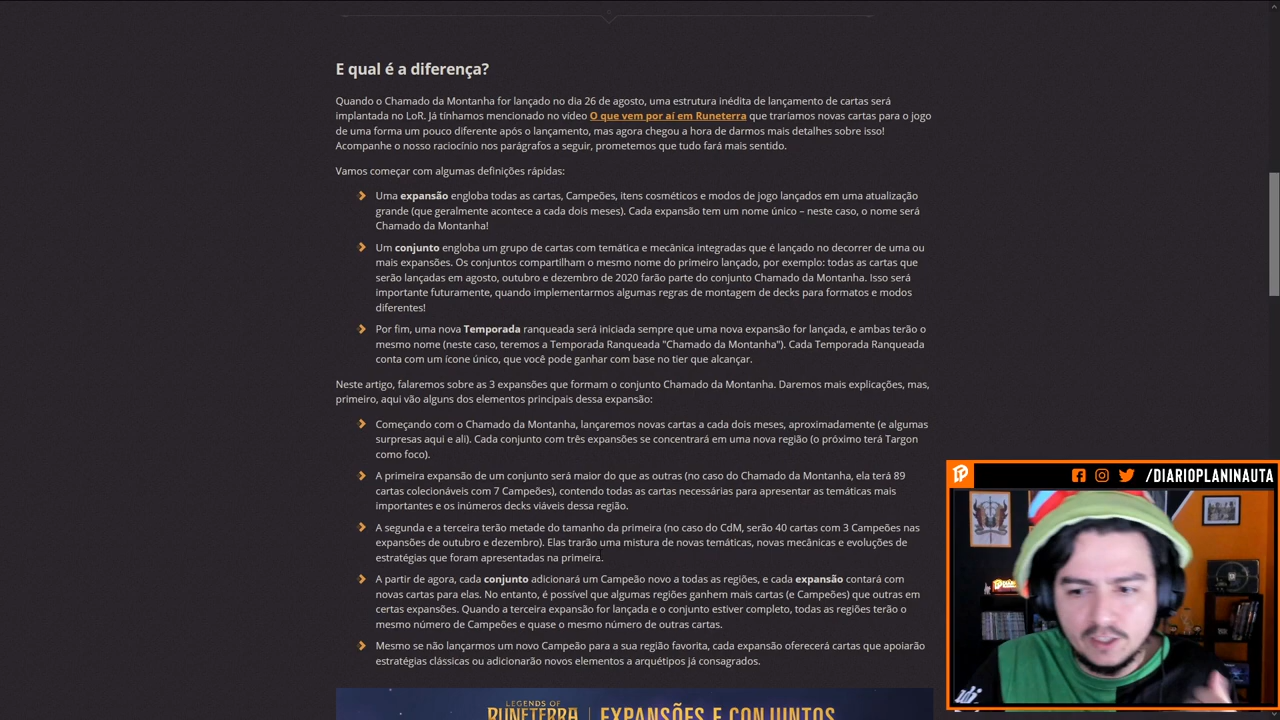 E qual é a diferença?
Quando o Chamado da Montanha for lançado no dia 26 de agosto, uma estrutura inédita de lançamento de cartas será
implantada no LoR. Já tínhamos mencionado no vídeo O que vem por aí em Runeterra que traríamos novas cartas para o jogo
de uma forma um pouco diferente após o lançamento, mas agora chegou a hora de darmos mais detalhes sobre isso!
Acompanhe o nosso raciocínio nos parágrafos a seguir, prometemos que tudo fará mais sentido.
Vamos começar com algumas definições rápidas:
Uma expansão engloba todas as cartas, Campeões, itens cosméticos e modos de jogo lançados em uma atualização
grande (que geralmente acontece a cada dois meses). Cada expansão tem um nome único – neste caso, o nome será
Chamado da Montanha!
Um conjunto engloba um grupo de cartas com temática e mecânica integradas que é lançado no decorrer de uma ou
mais expansões. Os conjuntos compartilham o mesmo nome do primeiro lançado, por exemplo: todas as cartas que
serão lançadas em agosto, outubro e dezembro de 2020 farão parte do conjunto Chamado da Montanha. Isso será
importante futuramente, quando implementarmos algumas regras de montagem de decks para formatos e modos
diferentes!
Por fim, uma nova Temporada ranqueada será iniciada sempre que uma nova expansão for lançada, e ambas terão o
mesmo nome (neste caso, teremos a Temporada Ranqueada "Chamado da Montanha"). Cada Temporada Ranqueada
conta com um ícone único, que você pode ganhar com base no tier que alcançar.
Neste artigo, falaremos sobre as 3 expansões que formam o conjunto Chamado da Montanha. Daremos mais explicações, mas,
primeiro, aqui vão alguns dos elementos principais dessa expansão:
Começando com o Chamado da Montanha, lançaremos novas cartas a cada dois meses, aproximadamente (e algumas
surpresas aqui e ali). Cada conjunto com três expansões se concentrará em uma nova região (o próximo terá Targon
como foco).
A primeira expansão de um conjunto será maior do que as outras (no caso do Chamado da Montanha, ela terá 89
cartas colecionáveis com 7 Campeões), contendo todas as cartas necessárias para apresentar as temáticas mais
importantes e os inúmeros decks viáveis dessa região.
A segunda e a terceira terão metade do tamanho da primeira (no caso do CdM, serão 40 cartas com 3 Campeões nas
expansões de outubro e dezembro). Elas trarão uma mistura de novas temáticas, novas mecânicas e evoluções de
estratégias que foram apresentadas na primeira.
A partir de agora, cada conjunto adicionará um Campeão novo a todas as regiões, e cada expansão contará com
novas cartas para elas. No entanto, é possível que algumas regiões ganhem mais cartas (e Campeões) que outras em
certas expansões. Quando a terceira expansão for lançada e o conjunto estiver completo, todas as regiões terão o
mesmo número de Campeões e quase o mesmo número de outras cartas.
Mesmo se não lançarmos um novo Campeão para a sua região favorita, cada expansão oferecerá cartas que apoiarão
estratégias clássicas ou adicionarão novos elementos a arquétipos já consagrados.
LEGENDS OF
RUNETERRA | EXPANSÕES E CONJUNTOS
/DIARIOPLANINAUTA